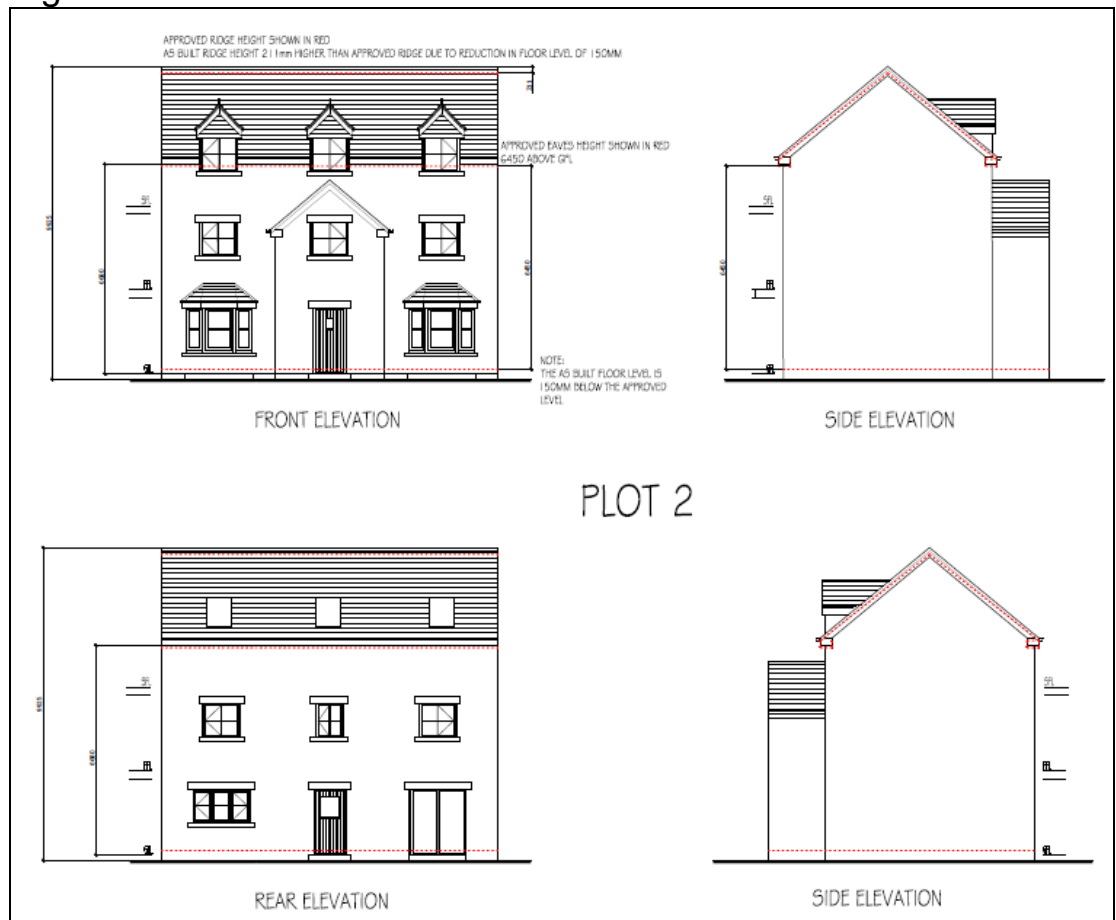 APPROVED RIDGE HEIGHT SHOWN IN RED
AS BUILT RIDGE HEIGHT 211mm HIGHER THAN APPROVED RIDGE DUE TO REDUCTION IN FLOOR LEVEL OF 150MM
APPROVED EAVES HEIGHT SHOWN IN RED
6450 ABOVE GFL
6450
6450
NOTE:
THE AS BUILT FLOOR LEVEL IS
150MM BELOW THE APPROVED
LEVEL
FRONT ELEVATION
SIDE ELEVATION
PLOT 2
REAR ELEVATION
SIDE ELEVATION